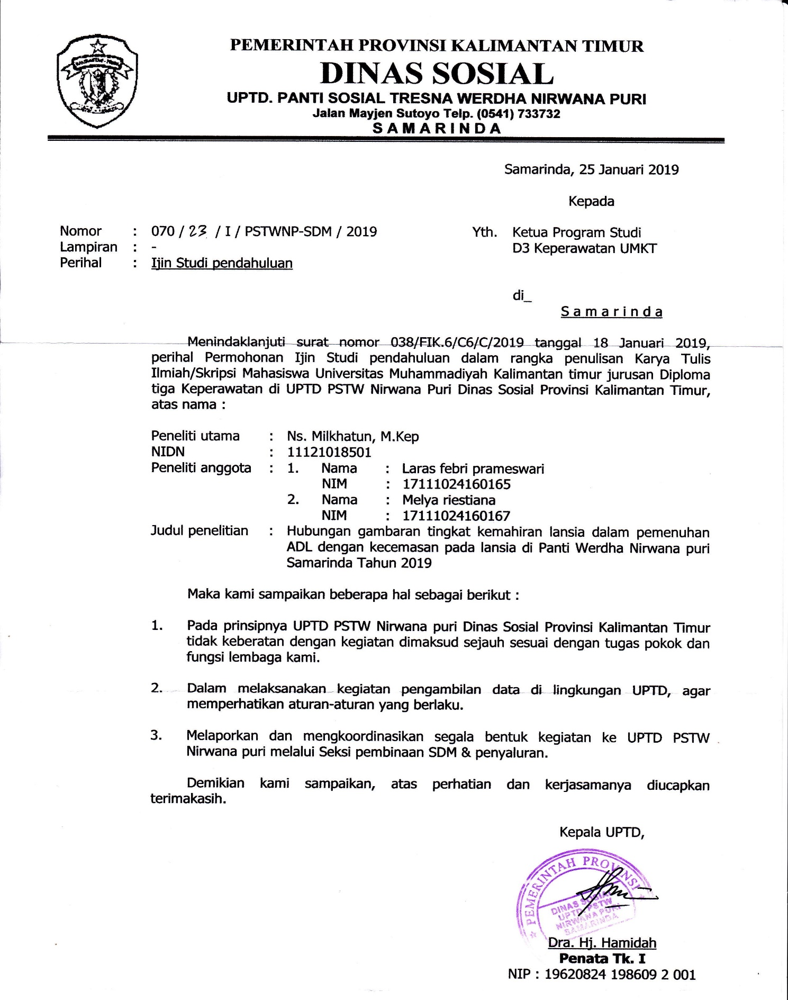 PEMERINTAH PROVINSI KALIMANTAN TIMUR
DINAS SOSIAL
UPTD. PANTI SOSIAL TRESNA WERDHA NIRWANA PURI
Jalan Mayjen Sutoyo Telp. (0541) 733732
S A M A R I N D A
Samarinda, 25 Januari 2019
Kepada
Nomor : 070 / 23 / I / PSTWNP-SDM / 2019
Lampiran : -
Perihal : Ijin Studi pendahuluan
Yth. Ketua Program Studi
D3 Keperawatan UMKT
di_
S a m a r i n d a
Menindaklanjuti surat nomor 038/FIK.6/C6/C/2019 tanggal 18 Januari 2019,
perihal Permohonan Ijin Studi pendahuluan dalam rangka penulisan Karya Tulis
Ilmiah/Skripsi Mahasiswa Universitas Muhammadiyah Kalimantan timur jurusan Diploma
tiga Keperawatan di UPTD PSTW Nirwana Puri Dinas Sosial Provinsi Kalimantan Timur,
atas nama :
Peneliti utama : Ns. Milkhatun, M.Kep
NIDN : 11121018501
Peneliti anggota : 1. Nama : Laras febri prameswari
NIM : 17111024160165
2. Nama : Melya riestiana
NIM : 17111024160167
Judul penelitian : Hubungan gambaran tingkat kemahiran lansia dalam pemenuhan
ADL dengan kecemasan pada lansia di Panti Werdha Nirwana puri
Samarinda Tahun 2019
Maka kami sampaikan beberapa hal sebagai berikut :
1. Pada prinsipnya UPTD PSTW Nirwana puri Dinas Sosial Provinsi Kalimantan Timur
tidak keberatan dengan kegiatan dimaksud sejauh sesuai dengan tugas pokok dan
fungsi lembaga kami.
2. Dalam melaksanakan kegiatan pengambilan data di lingkungan UPTD, agar
memperhatikan aturan-aturan yang berlaku.
3. Melaporkan dan mengkoordinasikan segala bentuk kegiatan ke UPTD PSTW
Nirwana puri melalui Seksi pembinaan SDM & penyaluran.
Demikian kami sampaikan, atas perhatian dan kerjasamanya diucapkan
terimakasih.
Kepala UPTD,
PEMERINTAH PROVINSI
DINAS SOSIAL
UPTD. PSTW
NIRWANA PURI
SAMARINDA
Dra. Hj. Hamidah
Penata Tk. I
NIP : 19620824 198609 2 001